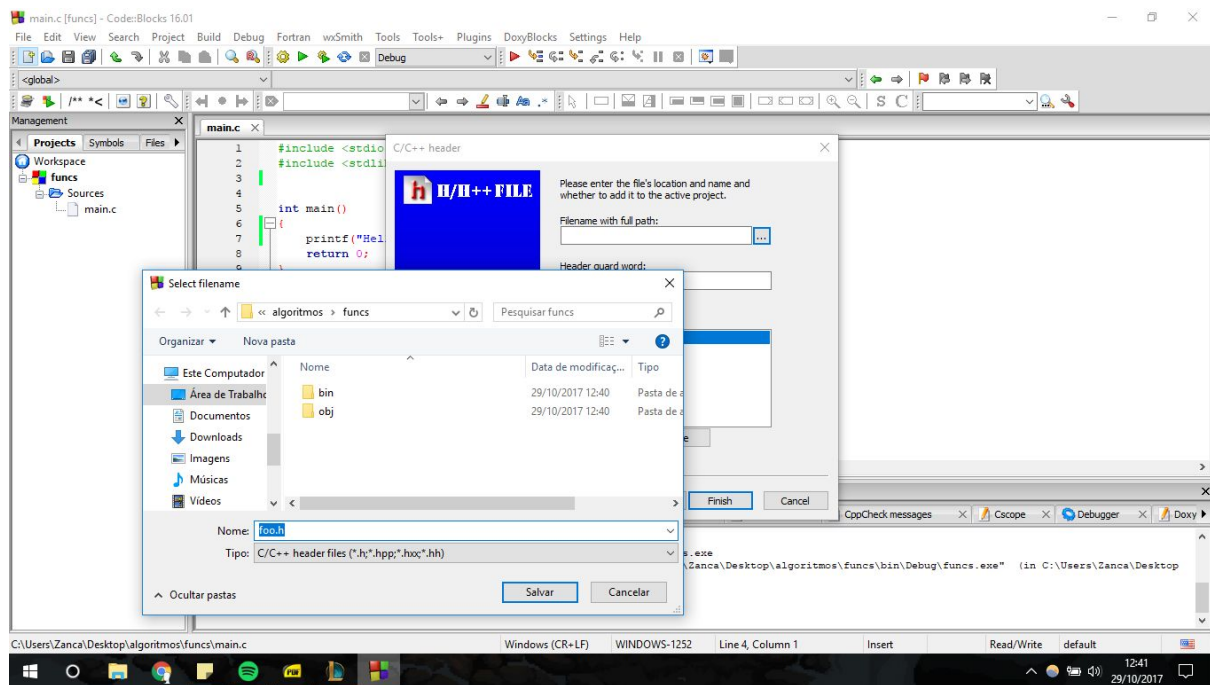 main.c [funcs] - Code::Blocks 16.01
File Edit View Search Project Build Debug Fortran wxSmith Tools Tools+ Plugins DoxyBlocks Settings Help
Debug
<global>
/** *< S C
Management
main.c
Projects Symbols Files
Workspace
funcs
Sources
main.c
1 #include <stdio
2 #include <stdli
3
4
5 int main()
6 {
7 printf("Hel
8 return 0;
9 }
C/C++ header
H/H++ FILE
Please enter the file's location and name and
whether to add it to the active project.
Filename with full path:
...
Header guard word:
Finish Cancel
Select filename
« algoritmos > funcs
Pesquisar funcs
Organizar Nova pasta
Este Computador
Área de Trabalho
Documentos
Downloads
Imagens
Músicas
Vídeos
Nome Data de modificaç... Tipo
bin 29/10/2017 12:40 Pasta de a
obj 29/10/2017 12:40 Pasta de a
Nome: foo.h
Tipo: C/C++ header files (*.h;*.hpp;*.hxx;*.hh)
Ocultar pastas
Salvar Cancelar
CppCheck messages Cscope Debugger Doxy
s.exe
\Zanca\Desktop\algoritmos\funcs\bin\Debug\funcs.exe" (in C:\Users\Zanca\Desktop
C:\Users\Zanca\Desktop\algoritmos\funcs\main.c Windows (CR+LF) WINDOWS-1252 Line 4, Column 1 Insert Read/Write default
12:41
29/10/2017